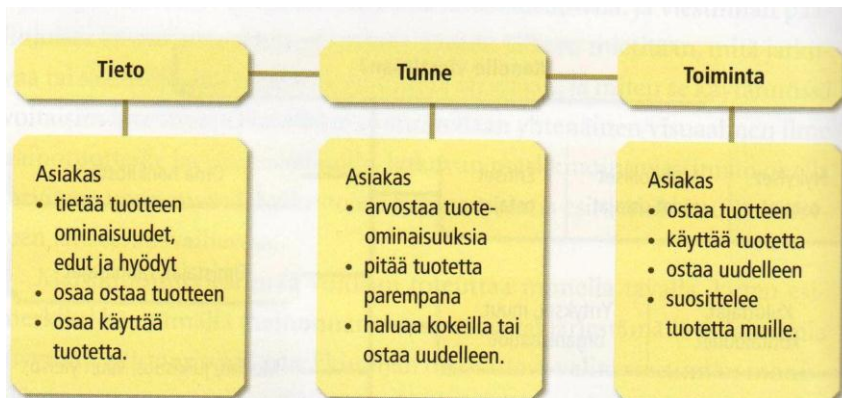 Tieto
Tunne
Toiminta
Asiakas
• tietää tuotteen
ominaisuudet,
edut ja hyödyt
• osaa ostaa tuotteen
• osaa käyttää
tuotetta.
Asiakas
• arvostaa tuote-
ominaisuuksia
• pitää tuotetta
parempana
• haluaa kokeilla tai
ostaa uudelleen.
Asiakas
• ostaa tuotteen
• käyttää tuotetta
• ostaa uudelleen
• suosittelee
tuotetta muille.